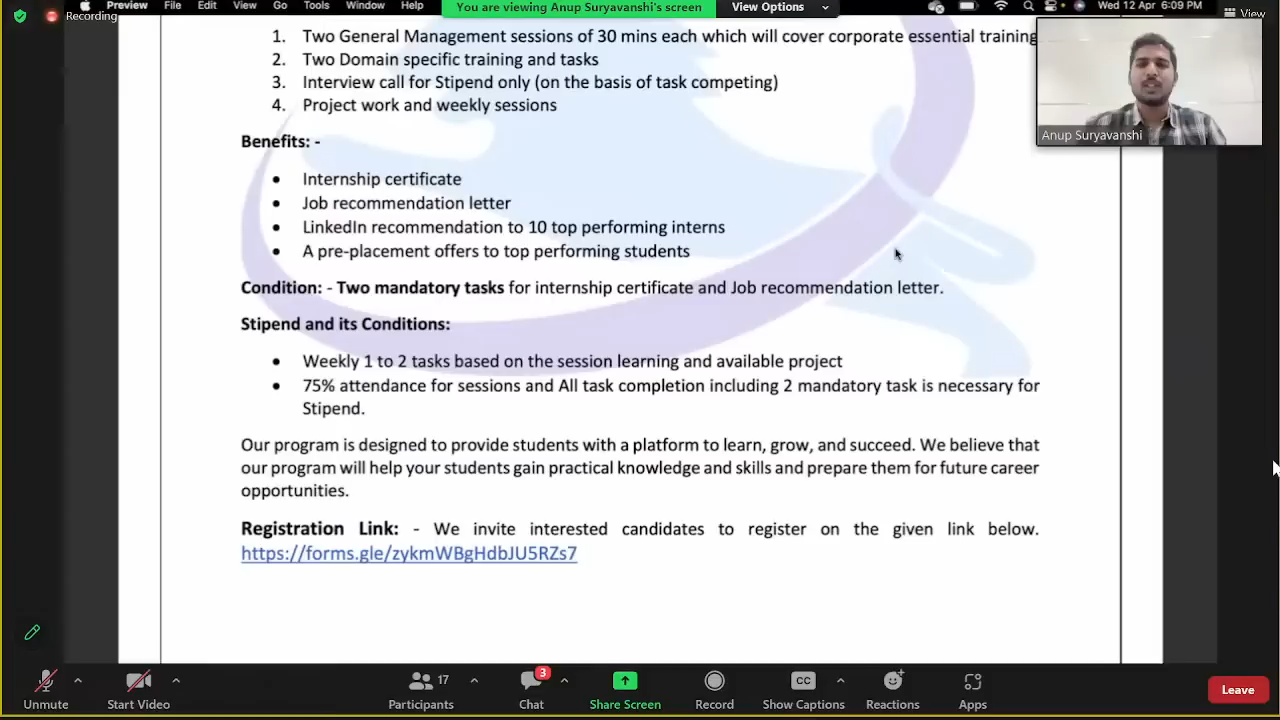 Preview File Edit View Go Tools Window Help
You are viewing Anup Suryavanshi's screen
View Options
Wed 12 Apr 6:09 PM
Recording
View
1. Two General Management sessions of 30 mins each which will cover corporate essential training
2. Two Domain specific training and tasks
3. Interview call for Stipend only (on the basis of task competing)
4. Project work and weekly sessions
Anup Suryavanshi
Benefits: -
• Internship certificate
• Job recommendation letter
• LinkedIn recommendation to 10 top performing interns
• A pre-placement offers to top performing students
Condition: - Two mandatory tasks for internship certificate and Job recommendation letter.
Stipend and its Conditions:
• Weekly 1 to 2 tasks based on the session learning and available project
• 75% attendance for sessions and All task completion including 2 mandatory task is necessary for
Stipend.
Our program is designed to provide students with a platform to learn, grow, and succeed. We believe that
our program will help your students gain practical knowledge and skills and prepare them for future career
opportunities.
Registration Link: - We invite interested candidates to register on the given link below.
https://forms.gle/zykmWBgHdbJU5RZs7
17
3
CC
Unmute Start Video Participants Chat Share Screen Record Show Captions Reactions Apps Leave